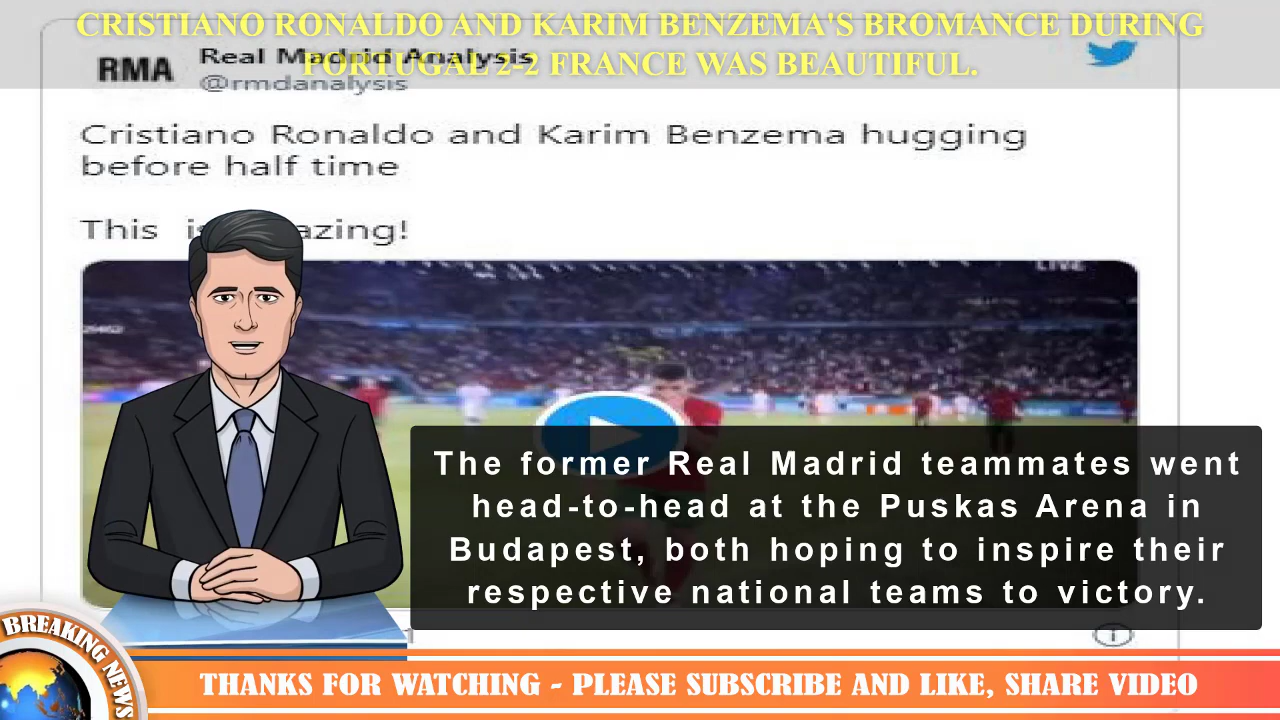 CRISTIANO RONALDO AND KARIM BENZEMA'S BROMANCE DURING
PORTUGAL 2-2 FRANCE WAS BEAUTIFUL.
RMA
Real Madrid Analysis
@rmdanalysis
Cristiano Ronaldo and Karim Benzema hugging
before half time
This is azing!
LIVE
The former Real Madrid teammates went
head-to-head at the Puskas Arena in
Budapest, both hoping to inspire their
respective national teams to victory.
BREAKING NEWS
THANKS FOR WATCHING - PLEASE SUBSCRIBE AND LIKE, SHARE VIDEO